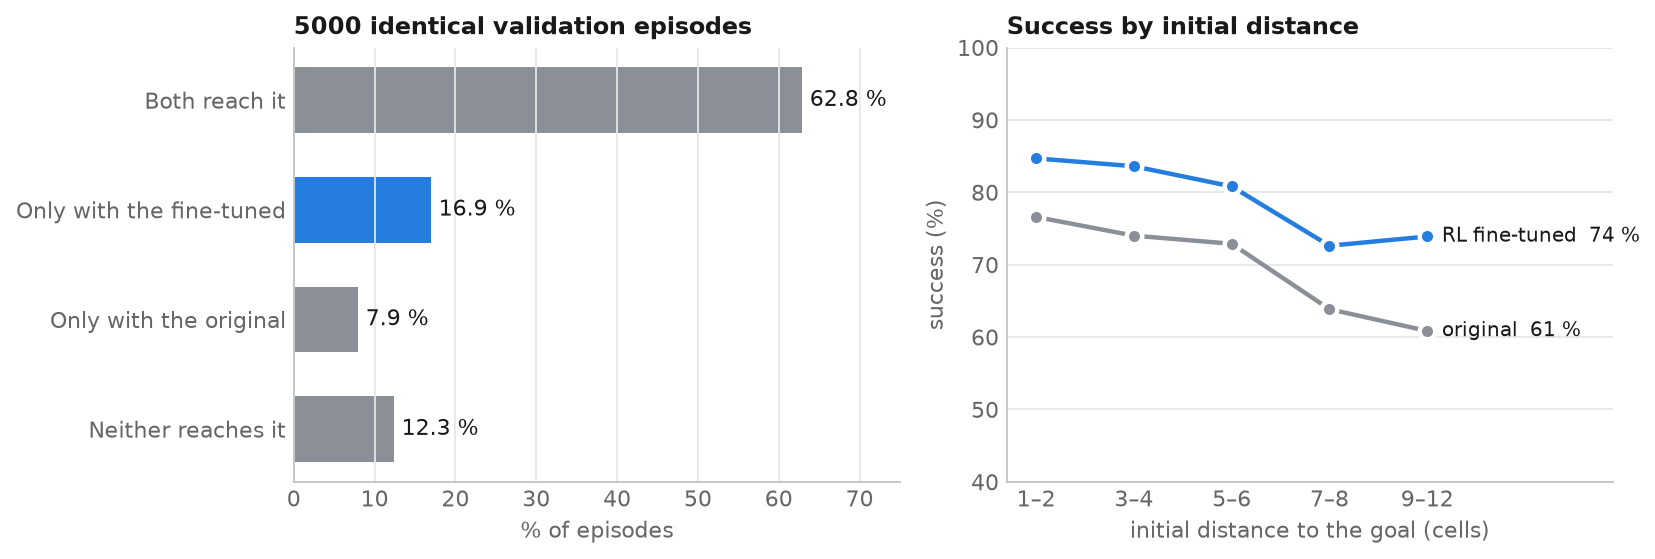 5000 identical validation episodes
Both reach it
62.8 %
Only with the fine-tuned
16.9 %
Only with the original
7.9 %
Neither reaches it
12.3 %
0 10 20 30 40 50 60 70
% of episodes
Success by initial distance
success (%)
100
90
80
70
60
50
40
RL fine-tuned 74 %
original 61 %
1–2 3–4 5–6 7–8 9–12
initial distance to the goal (cells)